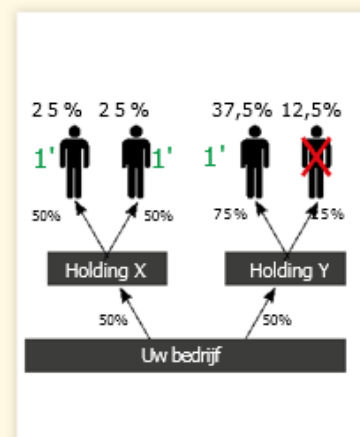 25% 25% 37,5% 12,5%
1' 1' 1'
50% 50% 75% 25%
Holding X Holding Y
50% 50%
Uw bedrijf